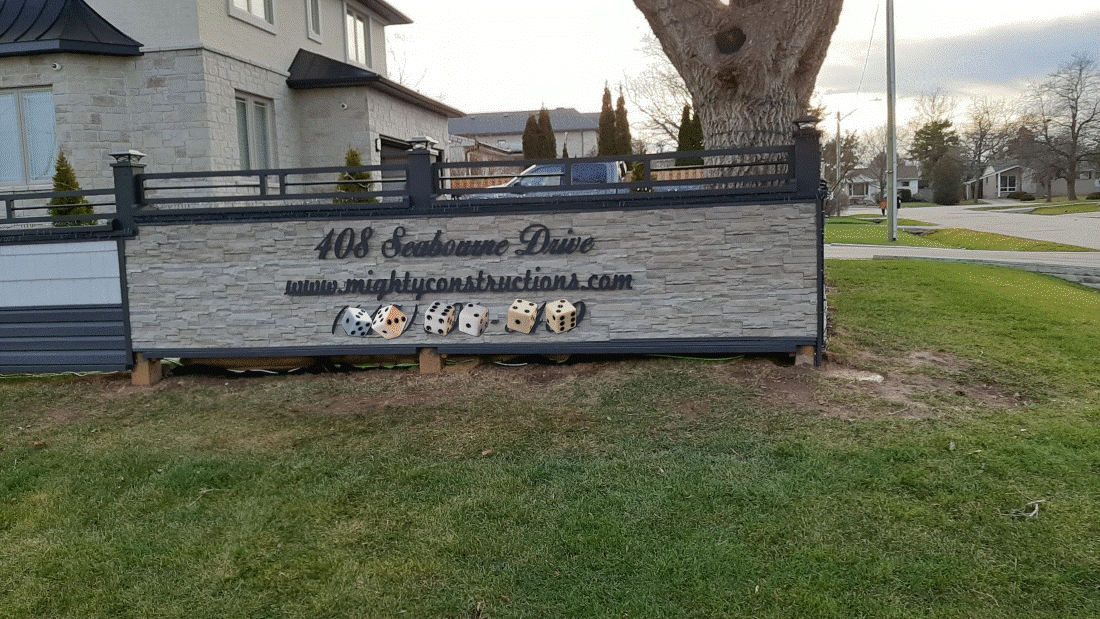 408 Seabourne Drive
www.mightyconstructions.com